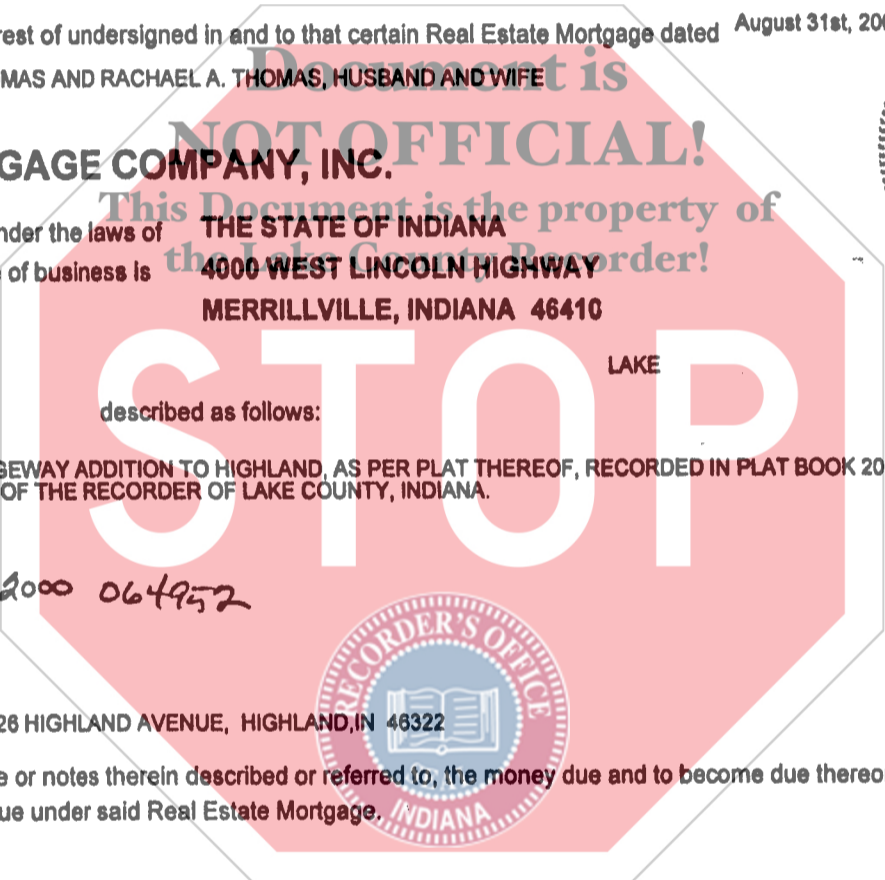 rest of undersigned in and to that certain Real Estate Mortgage dated August 31st, 200
MAS AND RACHAEL A. THOMAS, HUSBAND AND WIFE
Document is
NOT OFFICIAL!
GAGE COMPANY, INC.
This Document is the property of
nder the laws of THE STATE OF INDIANA
the Lake County Recorder!
e of business is 4000 WEST LINCOLN HIGHWAY
MERRILLVILLE, INDIANA 46410
LAKE
STOP
described as follows:
GEWAY ADDITION TO HIGHLAND, AS PER PLAT THEREOF, RECORDED IN PLAT BOOK 20
OF THE RECORDER OF LAKE COUNTY, INDIANA.
2000 064952
RECORDER'S OFFICE
26 HIGHLAND AVENUE, HIGHLAND,IN 46322
e or notes therein described or referred to, the money due and to become due thereo
ue under said Real Estate Mortgage.
INDIANA